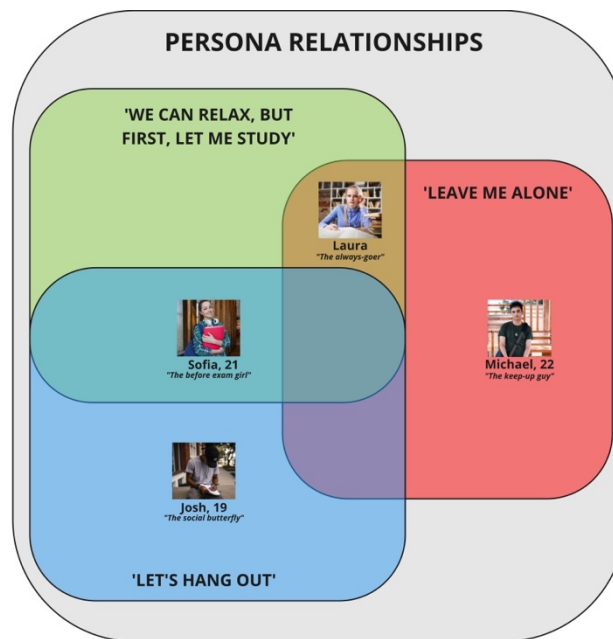 PERSONA RELATIONSHIPS
'WE CAN RELAX, BUT
FIRST, LET ME STUDY'
'LEAVE ME ALONE'
Laura
"The always-goer"
Sofia, 21
"The before exam girl"
Michael, 22
"The keep-up guy"
Josh, 19
"The social butterfly"
'LET'S HANG OUT'